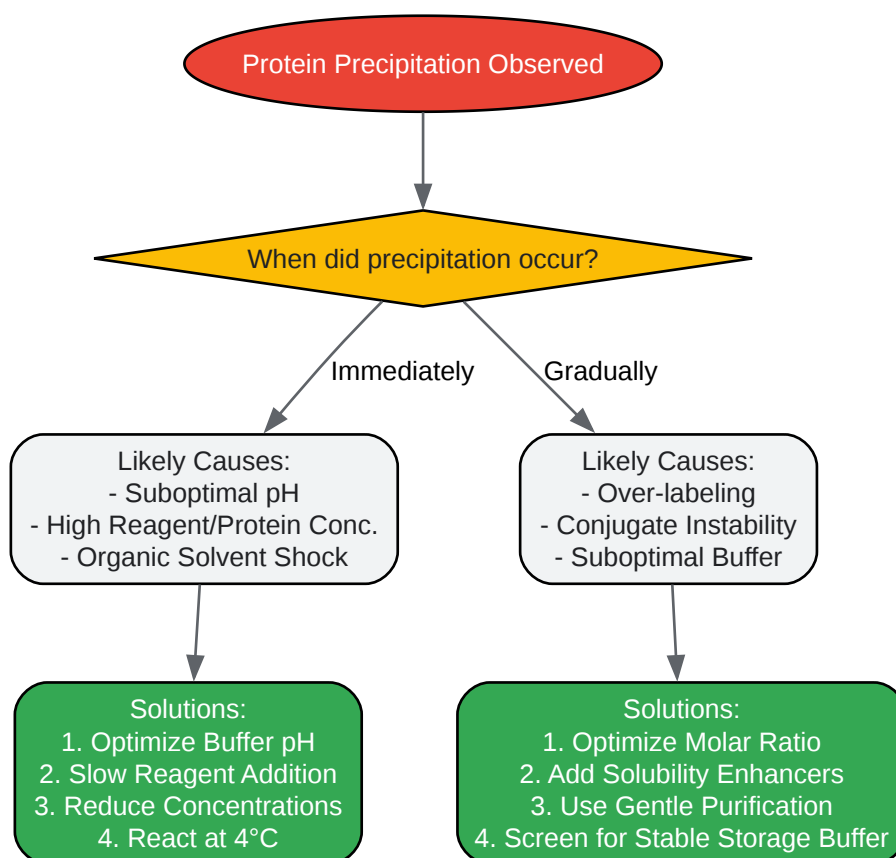 Protein Precipitation Observed
When did precipitation occur?
Immediately
Gradually
Likely Causes:
- Suboptimal pH
- High Reagent/Protein Conc.
- Organic Solvent Shock
Likely Causes:
- Over-labeling
- Conjugate Instability
- Suboptimal Buffer
Solutions:
1. Optimize Buffer pH
2. Slow Reagent Addition
3. Reduce Concentrations
4. React at 4°C
Solutions:
1. Optimize Molar Ratio
2. Add Solubility Enhancers
3. Use Gentle Purification
4. Screen for Stable Storage Buffer